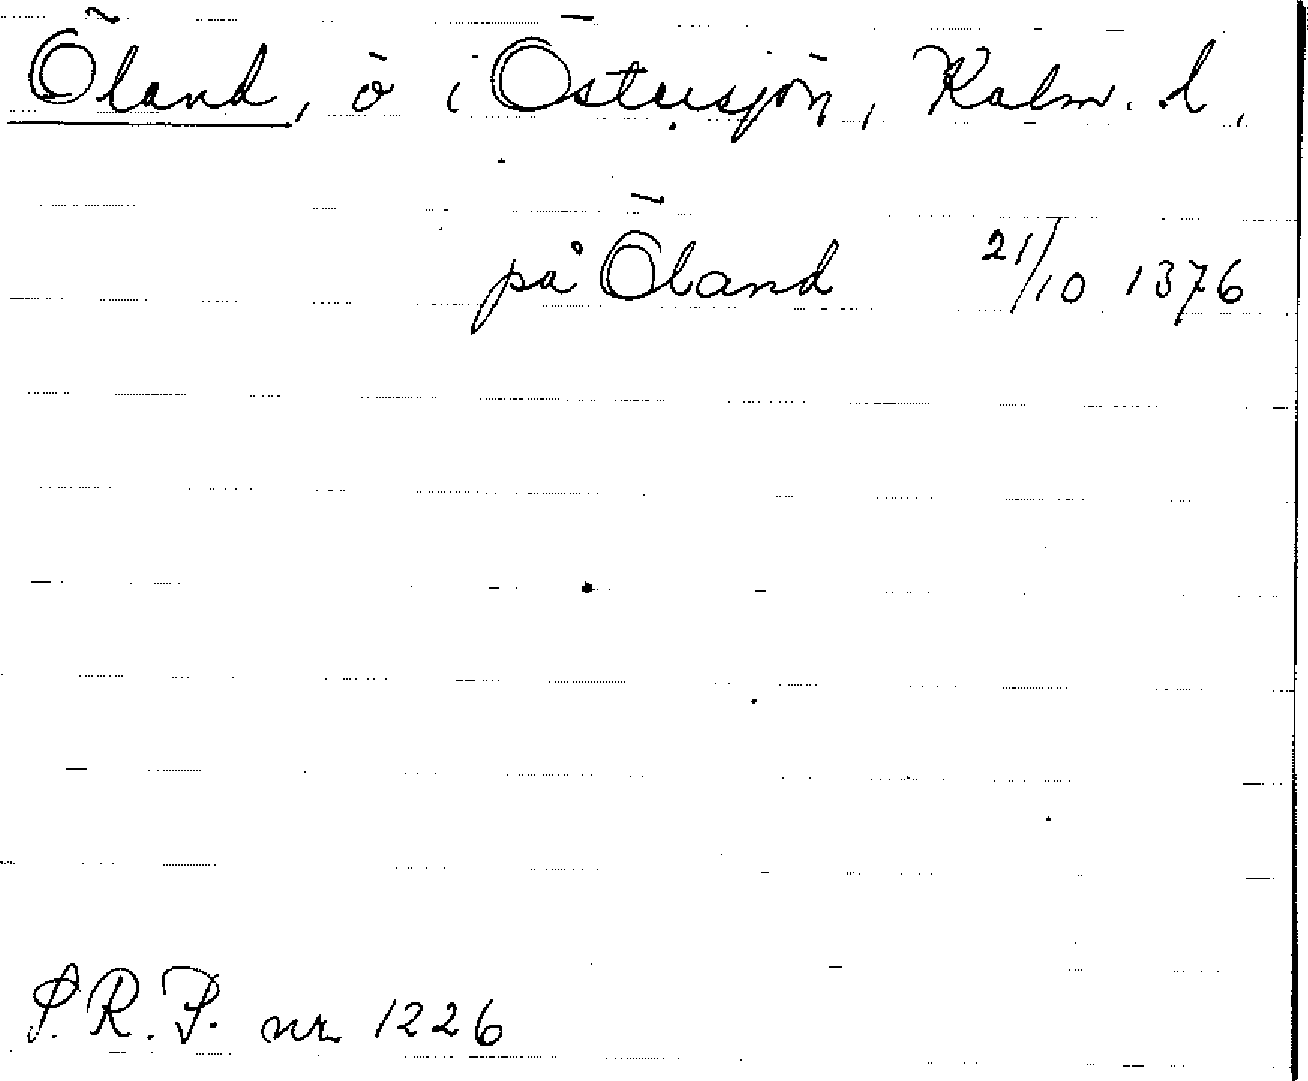 Öland, ö i Östersjön, Kalm. l.
på Öland 21/10 1376
S.R.P. nr 1226